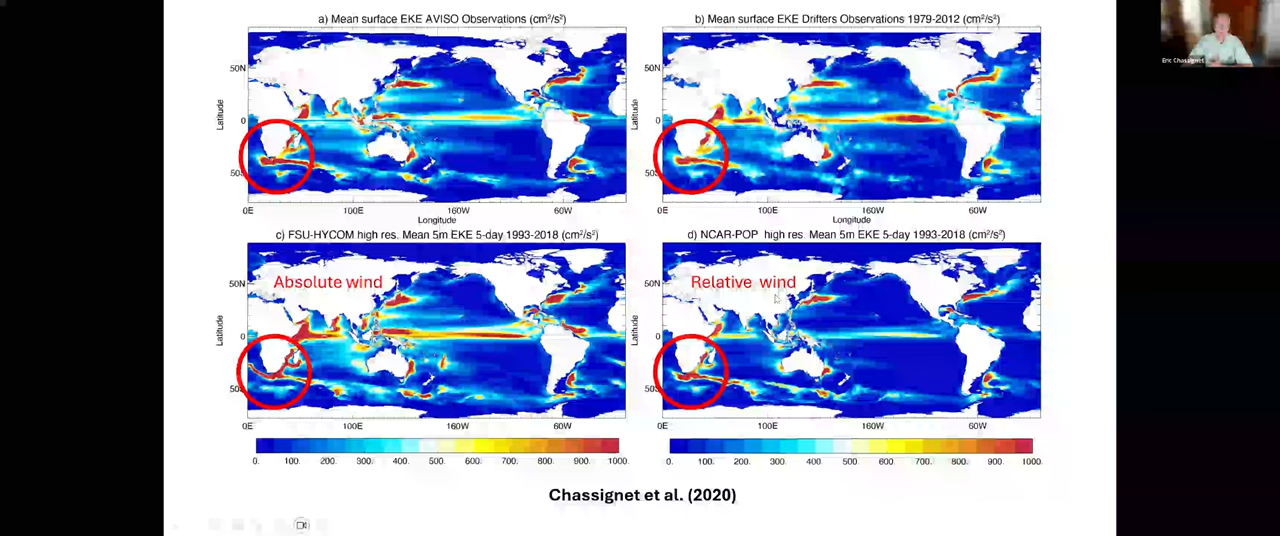 a) Mean surface EKE AVISO Observations (cm²/s²)
b) Mean surface EKE Drifters Observations 1979-2012 (cm²/s²)
Eric Chassignet
Latitude
50N
0
50S
0E 100E 160W 60W
Longitude
Latitude
50N
0
50S
0E 100E 160W 60W
Longitude
c) FSU-HYCOM high res. Mean 5m EKE 5-day 1993-2018 (cm²/s²)
d) NCAR-POP high res. Mean 5m EKE 5-day 1993-2018 (cm²/s²)
Absolute wind
Relative wind
Latitude
50N
0
50S
0E 100E 160W 60W
Latitude
50N
0
50S
0E 100E 160W 60W
0. 100. 200. 300. 400. 500. 600. 700. 800. 900. 1000.
0. 100. 200. 300. 400. 500. 600. 700. 800. 900. 1000.
Chassignet et al. (2020)